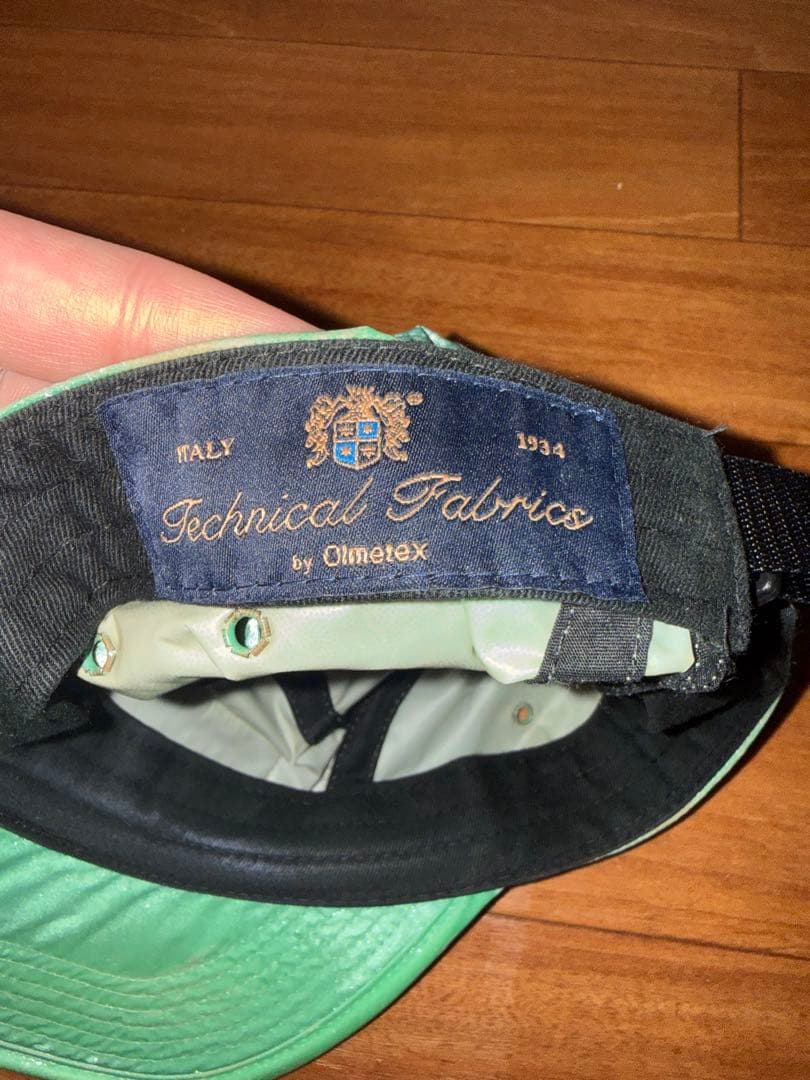 ITALY 1934
Technical Fabrics
by Olmetex